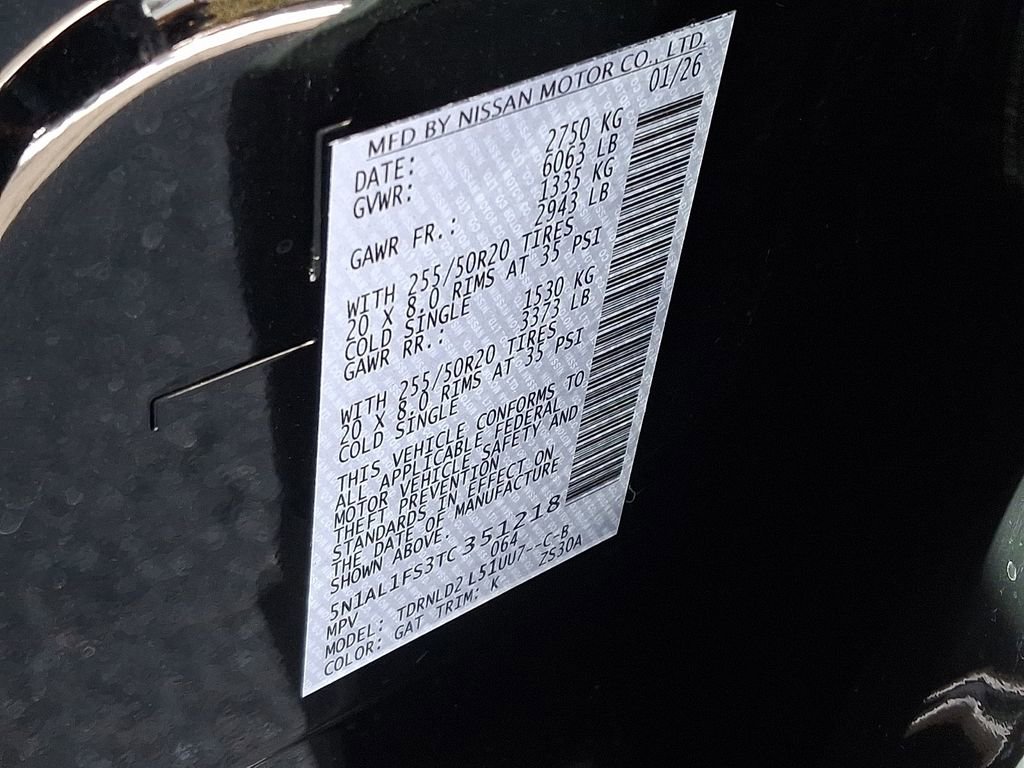 MFD BY NISSAN MOTOR CO., LTD.
DATE: 01/26
GVWR: 2750 KG
6063 LB
GAWR FR.: 1335 KG
2943 LB
WITH 255/50R20 TIRES
20 X 8.0 RIMS AT 35 PSI
COLD SINGLE
GAWR RR.: 1530 KG
3373 LB
WITH 255/50R20 TIRES
20 X 8.0 RIMS AT 35 PSI
COLD SINGLE
THIS VEHICLE CONFORMS TO
ALL APPLICABLE FEDERAL
MOTOR VEHICLE SAFETY AND
THEFT PREVENTION
STANDARDS IN EFFECT ON
THE DATE OF MANUFACTURE
SHOWN ABOVE.
5N1AL1FS3TC351218
MPV 064
MODEL: TDRNLD2 L51UU7--C-B
COLOR: GAT TRIM: K ZS30A